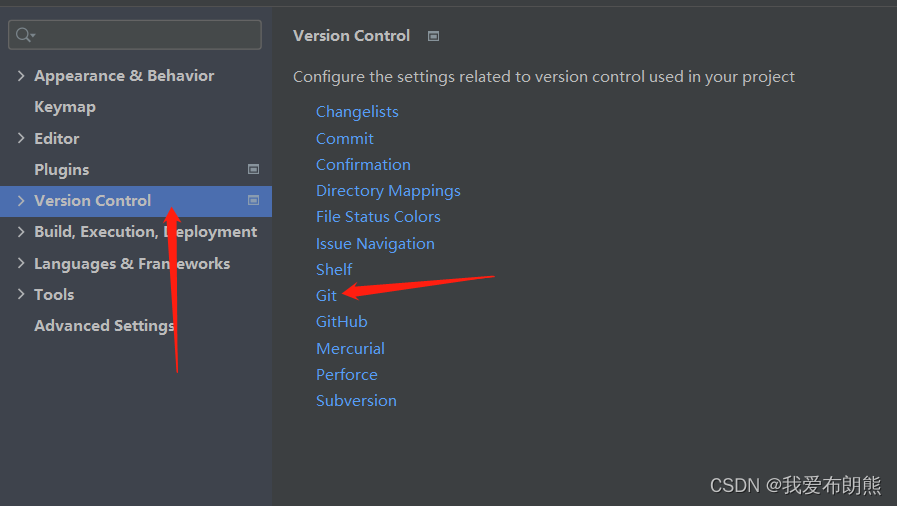 Appearance & Behavior
Keymap
Editor
Plugins
Version Control
Build, Execution, Deployment
Languages & Frameworks
Tools
Advanced Settings
Version Control
Configure the settings related to version control used in your project
Changelists
Commit
Confirmation
Directory Mappings
File Status Colors
Issue Navigation
Shelf
Git
GitHub
Mercurial
Perforce
Subversion
CSDN @我爱布朗熊